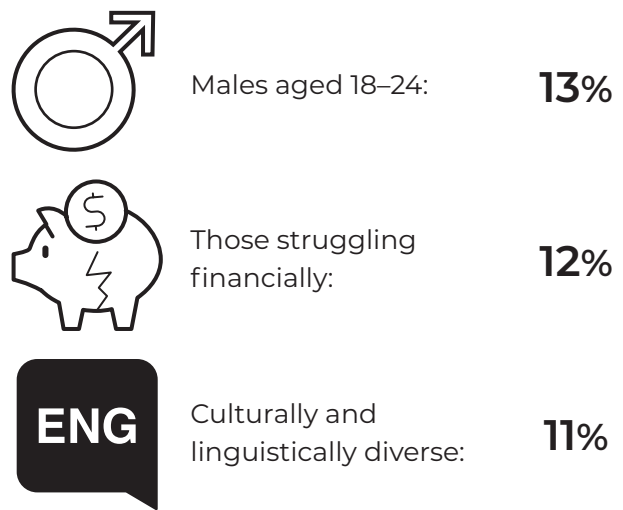 Males aged 18–24:
13%
$
Those struggling
financially:
12%
ENG
Culturally and
linguistically diverse:
11%